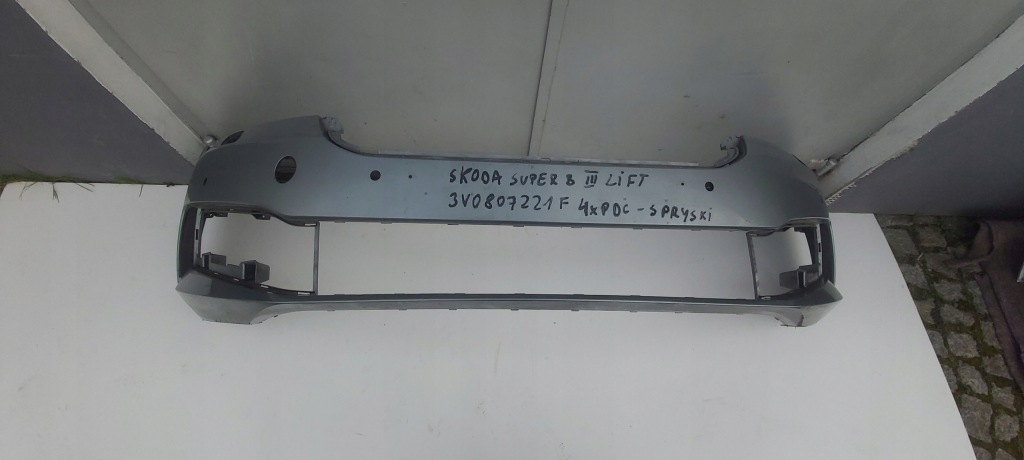 SKODA SUPER B III LIFT
3V0807221F 4xPDC - SPRYSKI